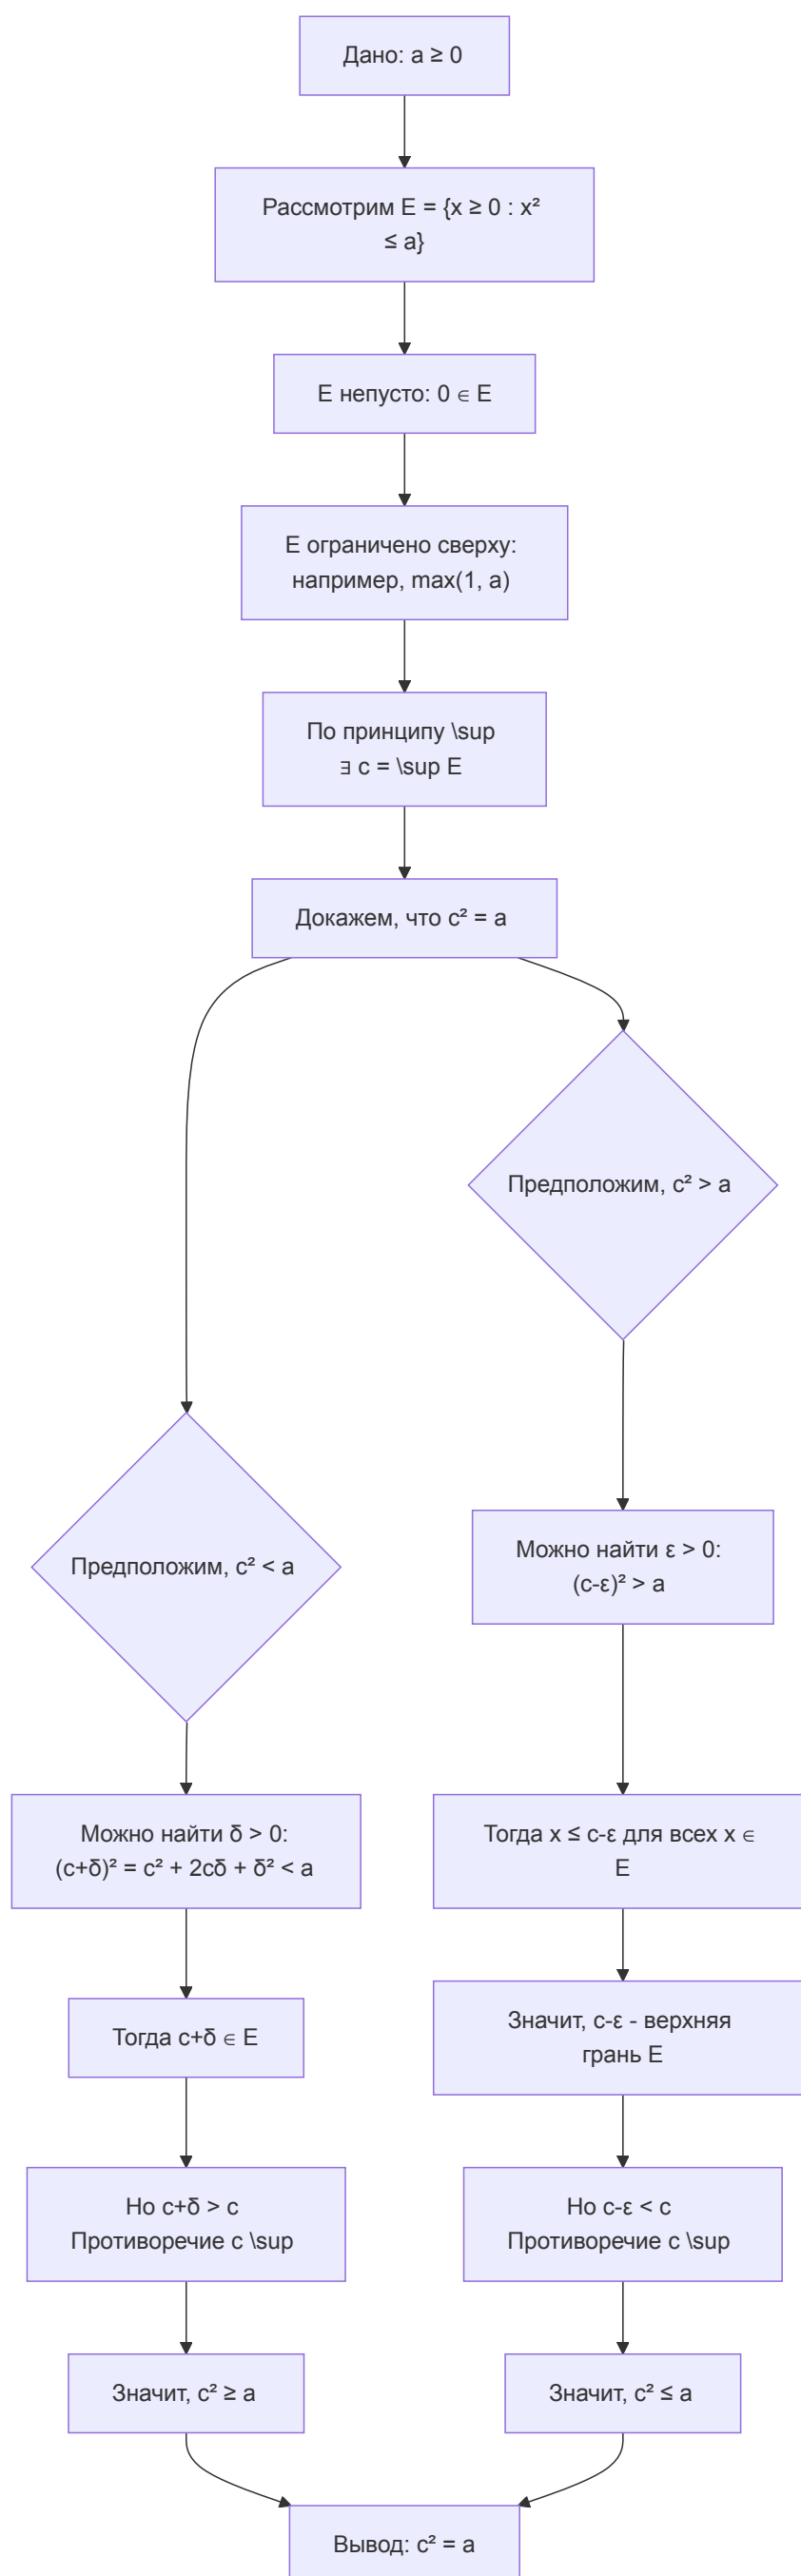 Дано: a ≥ 0
Рассмотрим E = {x ≥ 0 : x²
≤ a}
E непусто: 0 ∈ E
E ограничено сверху:
например, max(1, a)
По принципу \sup
∃ c = \sup E
Докажем, что c² = a
Предположим, c² > a
Предположим, c² < a
Можно найти ε > 0:
(c-ε)² > a
Можно найти δ > 0:
(c+δ)² = c² + 2cδ + δ² < a
Тогда x ≤ c-ε для всех x ∈
E
Тогда c+δ ∈ E
Значит, c-ε - верхняя
грань E
Но c+δ > c
Противоречие с \sup
Но c-ε < c
Противоречие с \sup
Значит, c² ≥ a
Значит, c² ≤ a
Вывод: c² = a